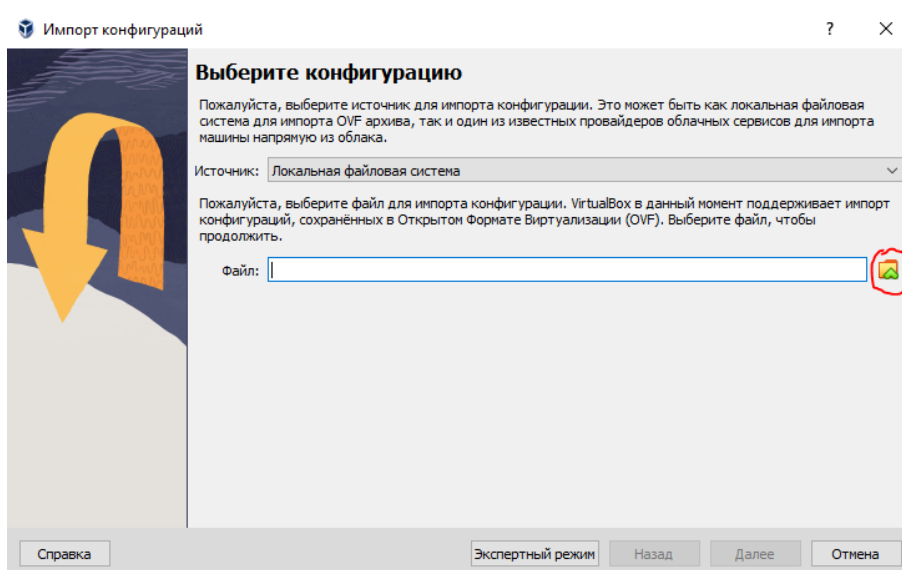 Импорт конфигураций
?
Выберите конфигурацию
Пожалуйста, выберите источник для импорта конфигурации. Это может быть как локальная файловая
система для импорта OVF архива, так и один из известных провайдеров облачных сервисов для импорта
машины напрямую из облака.
Источник: Локальная файловая система
Пожалуйста, выберите файл для импорта конфигурации. VirtualBox в данный момент поддерживает импорт
конфигураций, сохранённых в Открытом Формате Виртуализации (OVF). Выберите файл, чтобы
продолжить.
Файл:
Справка Экспертный режим Назад Далее Отмена